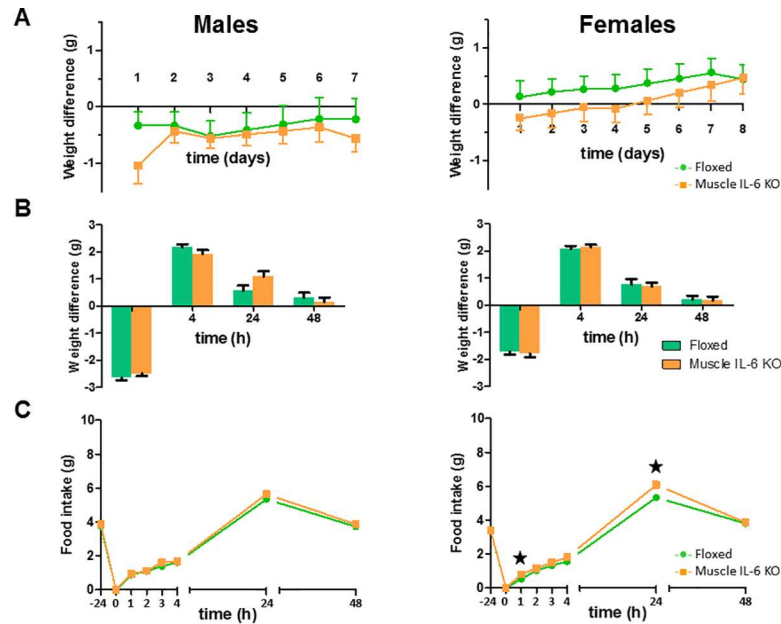 A
Males
Females
Weight difference (g)
1
0
-1
1 2 3 4 5 6 7
time (days)
Weight difference (g)
1
0
-1
1 2 3 4 5 6 7 8
time (days)
Floxed
Muscle IL-6 KO
B
Weight difference (g)
3
2
1
0
-1
-2
-3
4 24 48
time (h)
Weight difference (g)
3
2
1
0
-1
-2
-3
4 24 48
time (h)
Floxed
Muscle IL-6 KO
C
Food intake (g)
10
8
6
4
2
0
-24 0 1 2 3 4 24 48
time (h)
Food intake (g)
10
8
6
4
2
0
-24 0 1 2 3 4 24 48
time (h)
Floxed
Muscle IL-6 KO